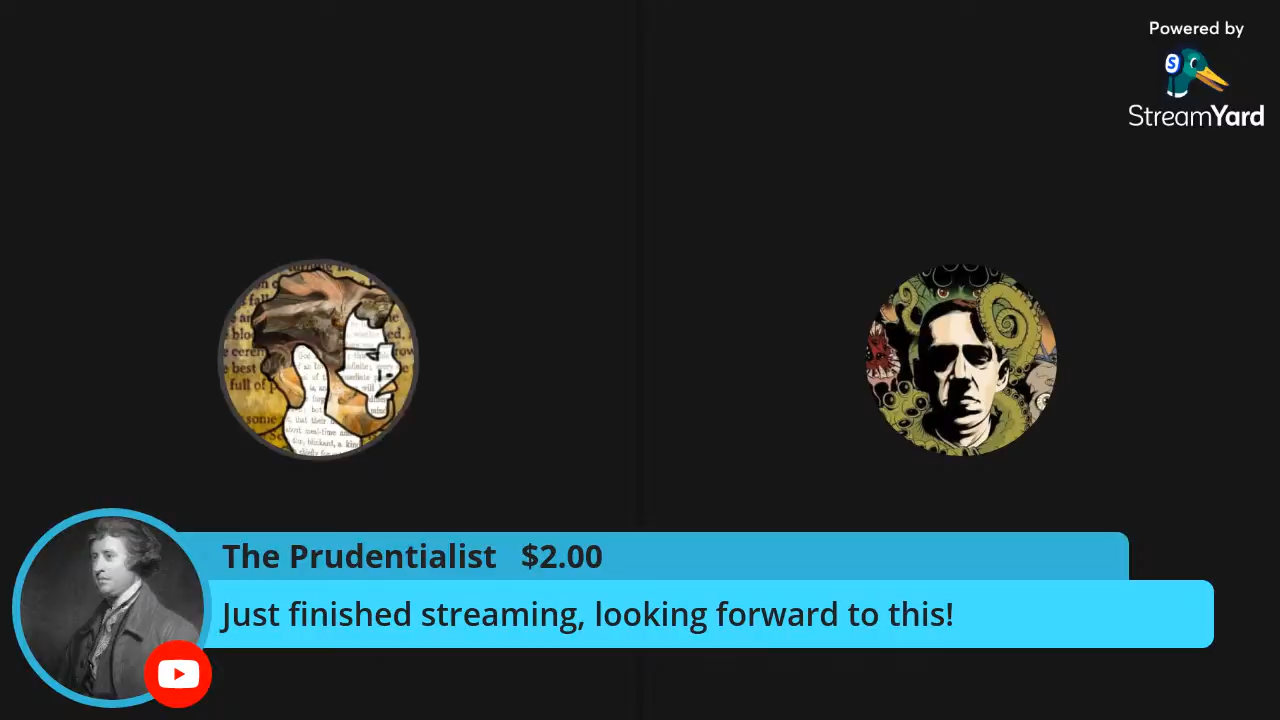 Powered by
S
StreamYard
The Prudentialist $2.00
Just finished streaming, looking forward to this!